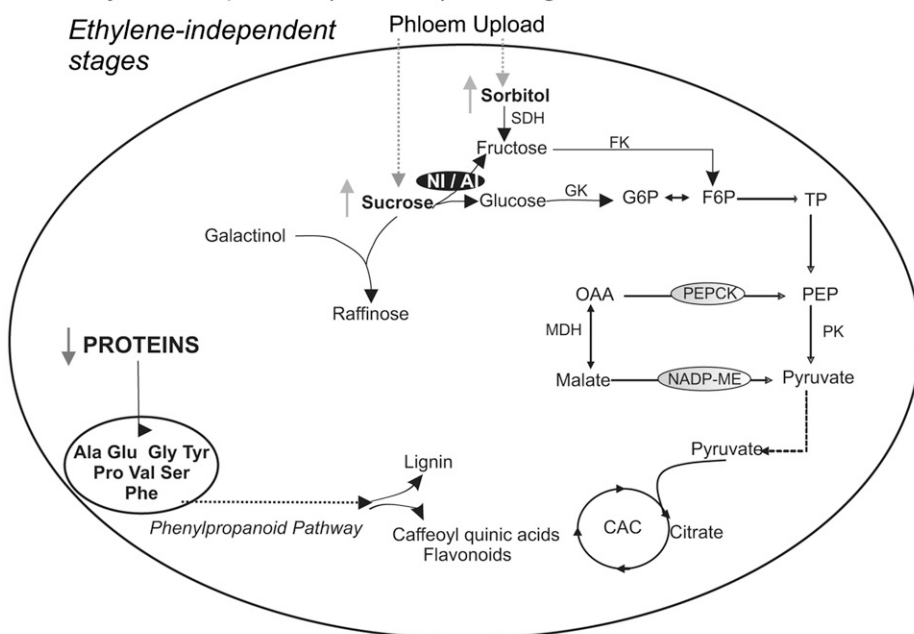 Ethylene-independent
stages
Phloem Upload
Sorbitol
SDH
Fructose
FK
NI / AI
Sucrose
Glucose
GK
G6P
F6P
TP
Galactinol
Raffinose
OAA
PEPCK
PEP
MDH
PK
Malate
NADP-ME
Pyruvate
PROTEINS
Ala Glu Gly Tyr
Pro Val Ser
Phe
Phenylpropanoid Pathway
Lignin
Caffeoyl quinic acids
Flavonoids
Pyruvate
CAC
Citrate